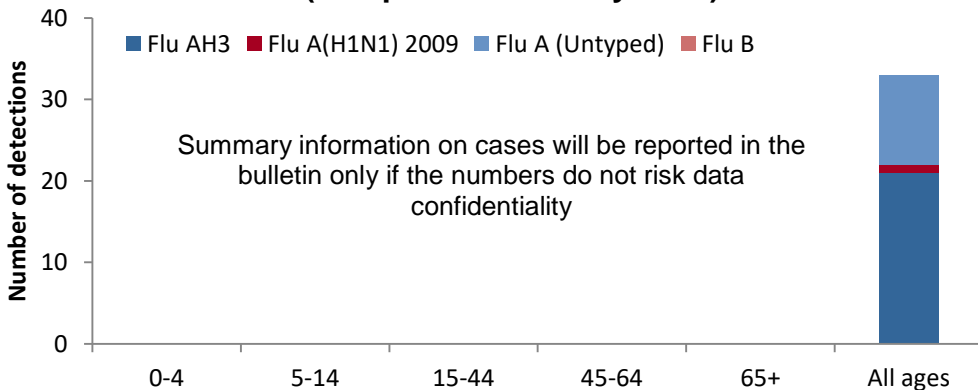 40
Flu AH3 Flu A(H1N1) 2009 Flu A (Untyped) Flu B
30
Summary information on cases will be reported in the
bulletin only if the numbers do not risk data
confidentiality
20
10
0
Number of detections
0-4 5-14 15-44 45-64 65+ All ages